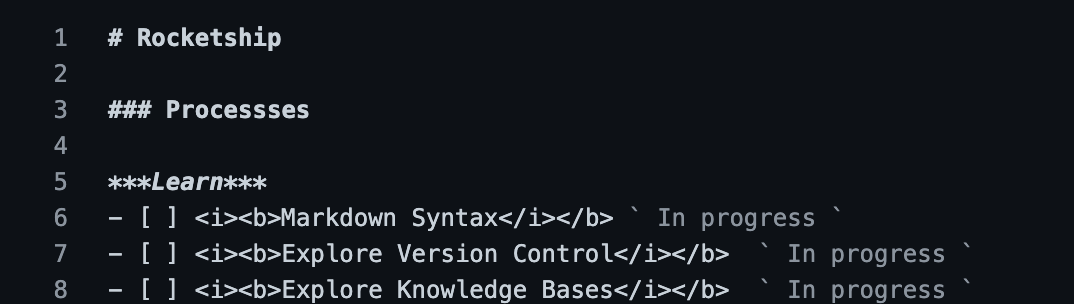 1 # Rocketship
2
3 ### Processses
4
5 ***Learn***
6 - [ ] <i><b>Markdown Syntax</i></b> ` In progress `
7 - [ ] <i><b>Explore Version Control</i></b>  ` In progress `
8 - [ ] <i><b>Explore Knowledge Bases</i></b>  ` In progress `